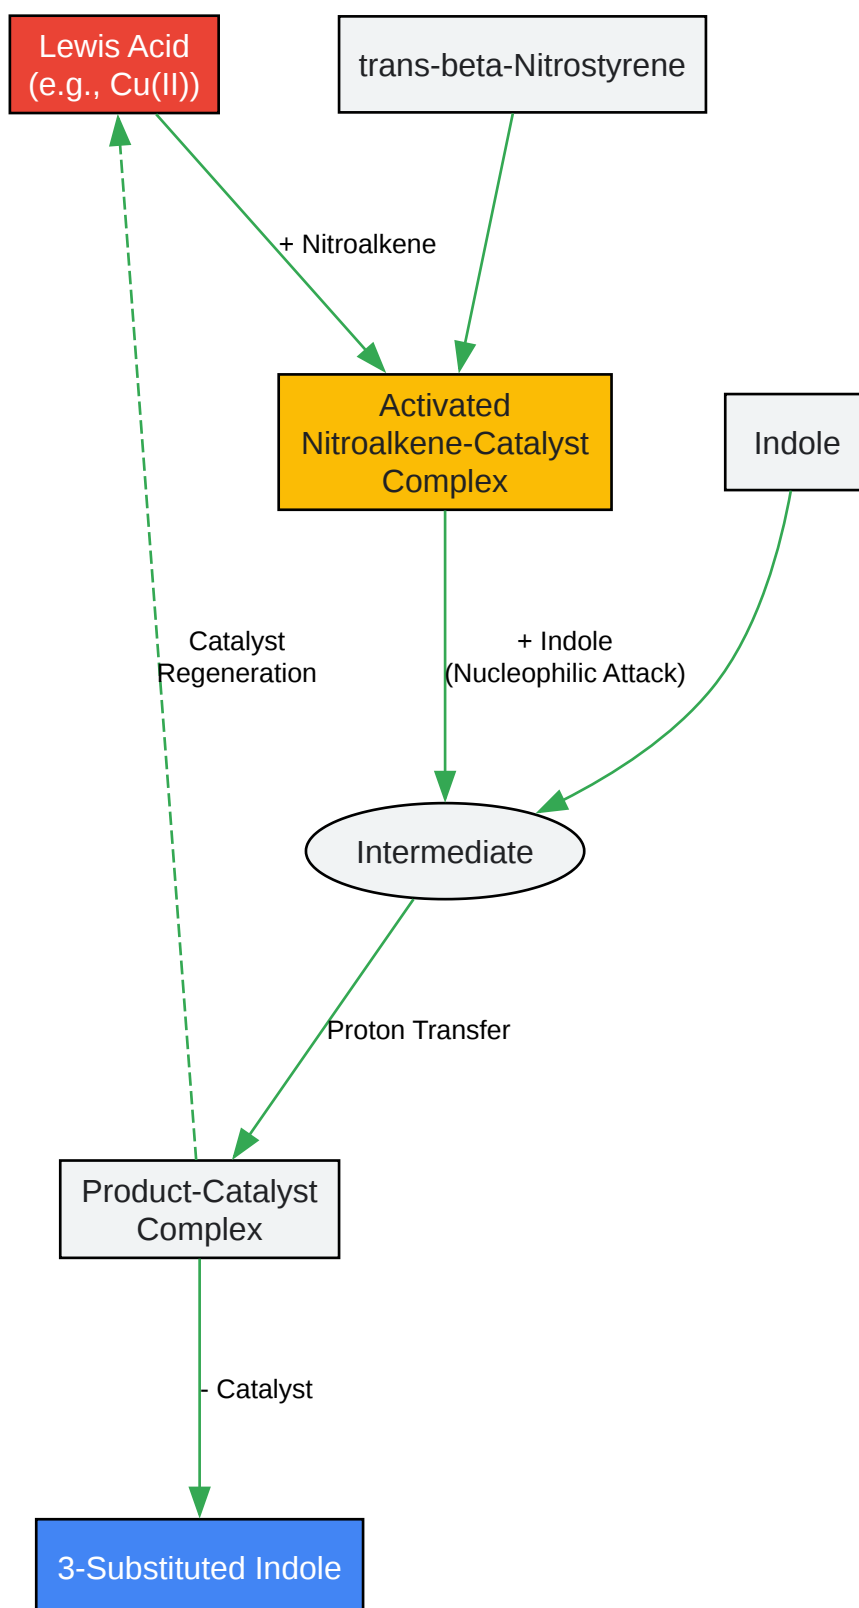 Lewis Acid
(e.g., Cu(II))
trans-beta-Nitrostyrene
+ Nitroalkene
Activated
Nitroalkene-Catalyst
Complex
Indole
Catalyst
Regeneration
+ Indole
(Nucleophilic Attack)
Intermediate
Proton Transfer
Product-Catalyst
Complex
- Catalyst
3-Substituted Indole